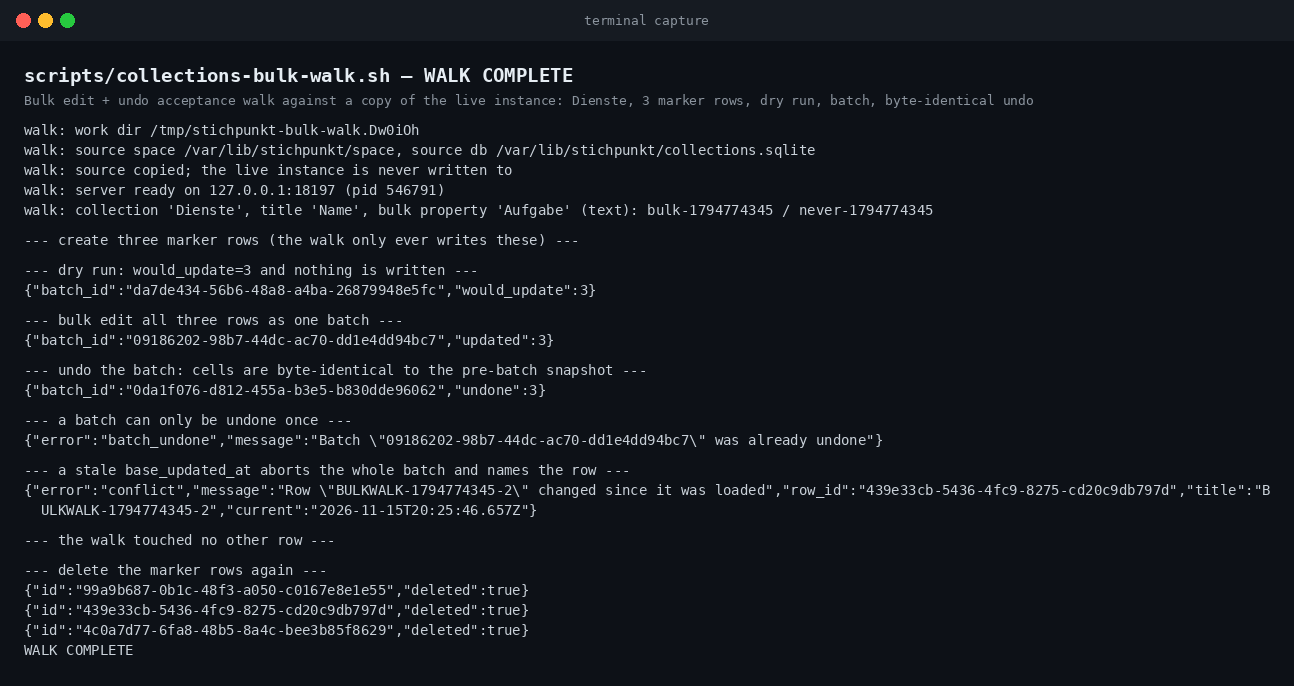 terminal capture
scripts/collections-bulk-walk.sh — WALK COMPLETE
Bulk edit + undo acceptance walk against a copy of the live instance: Dienste, 3 marker rows, dry run, batch, byte-identical undo
walk: work dir /tmp/stichpunkt-bulk-walk.Dw0iOh
walk: source space /var/lib/stichpunkt/space, source db /var/lib/stichpunkt/collections.sqlite
walk: source copied; the live instance is never written to
walk: server ready on 127.0.0.1:18197 (pid 546791)
walk: collection 'Dienste', title 'Name', bulk property 'Aufgabe' (text): bulk-1794774345 / never-1794774345
--- create three marker rows (the walk only ever writes these) ---
--- dry run: would_update=3 and nothing is written ---
{"batch_id":"da7de434-56b6-48a8-a4ba-26879948e5fc","would_update":3}
--- bulk edit all three rows as one batch ---
{"batch_id":"09186202-98b7-44dc-ac70-dd1e4dd94bc7","updated":3}
--- undo the batch: cells are byte-identical to the pre-batch snapshot ---
{"batch_id":"0da1f076-d812-455a-b3e5-b830dde96062","undone":3}
--- a batch can only be undone once ---
{"error":"batch_undone","message":"Batch \"09186202-98b7-44dc-ac70-dd1e4dd94bc7\" was already undone"}
--- a stale base_updated_at aborts the whole batch and names the row ---
{"error":"conflict","message":"Row \"BULKWALK-1794774345-2\" changed since it was loaded","row_id":"439e33cb-5436-4fc9-8275-cd20c9db797d","title":"B
ULKWALK-1794774345-2","current":"2026-11-15T20:25:46.657Z"}
--- the walk touched no other row ---
--- delete the marker rows again ---
{"id":"99a9b687-0b1c-48f3-a050-c0167e8e1e55","deleted":true}
{"id":"439e33cb-5436-4fc9-8275-cd20c9db797d","deleted":true}
{"id":"4c0a7d77-6fa8-48b5-8a4c-bee3b85f8629","deleted":true}
WALK COMPLETE